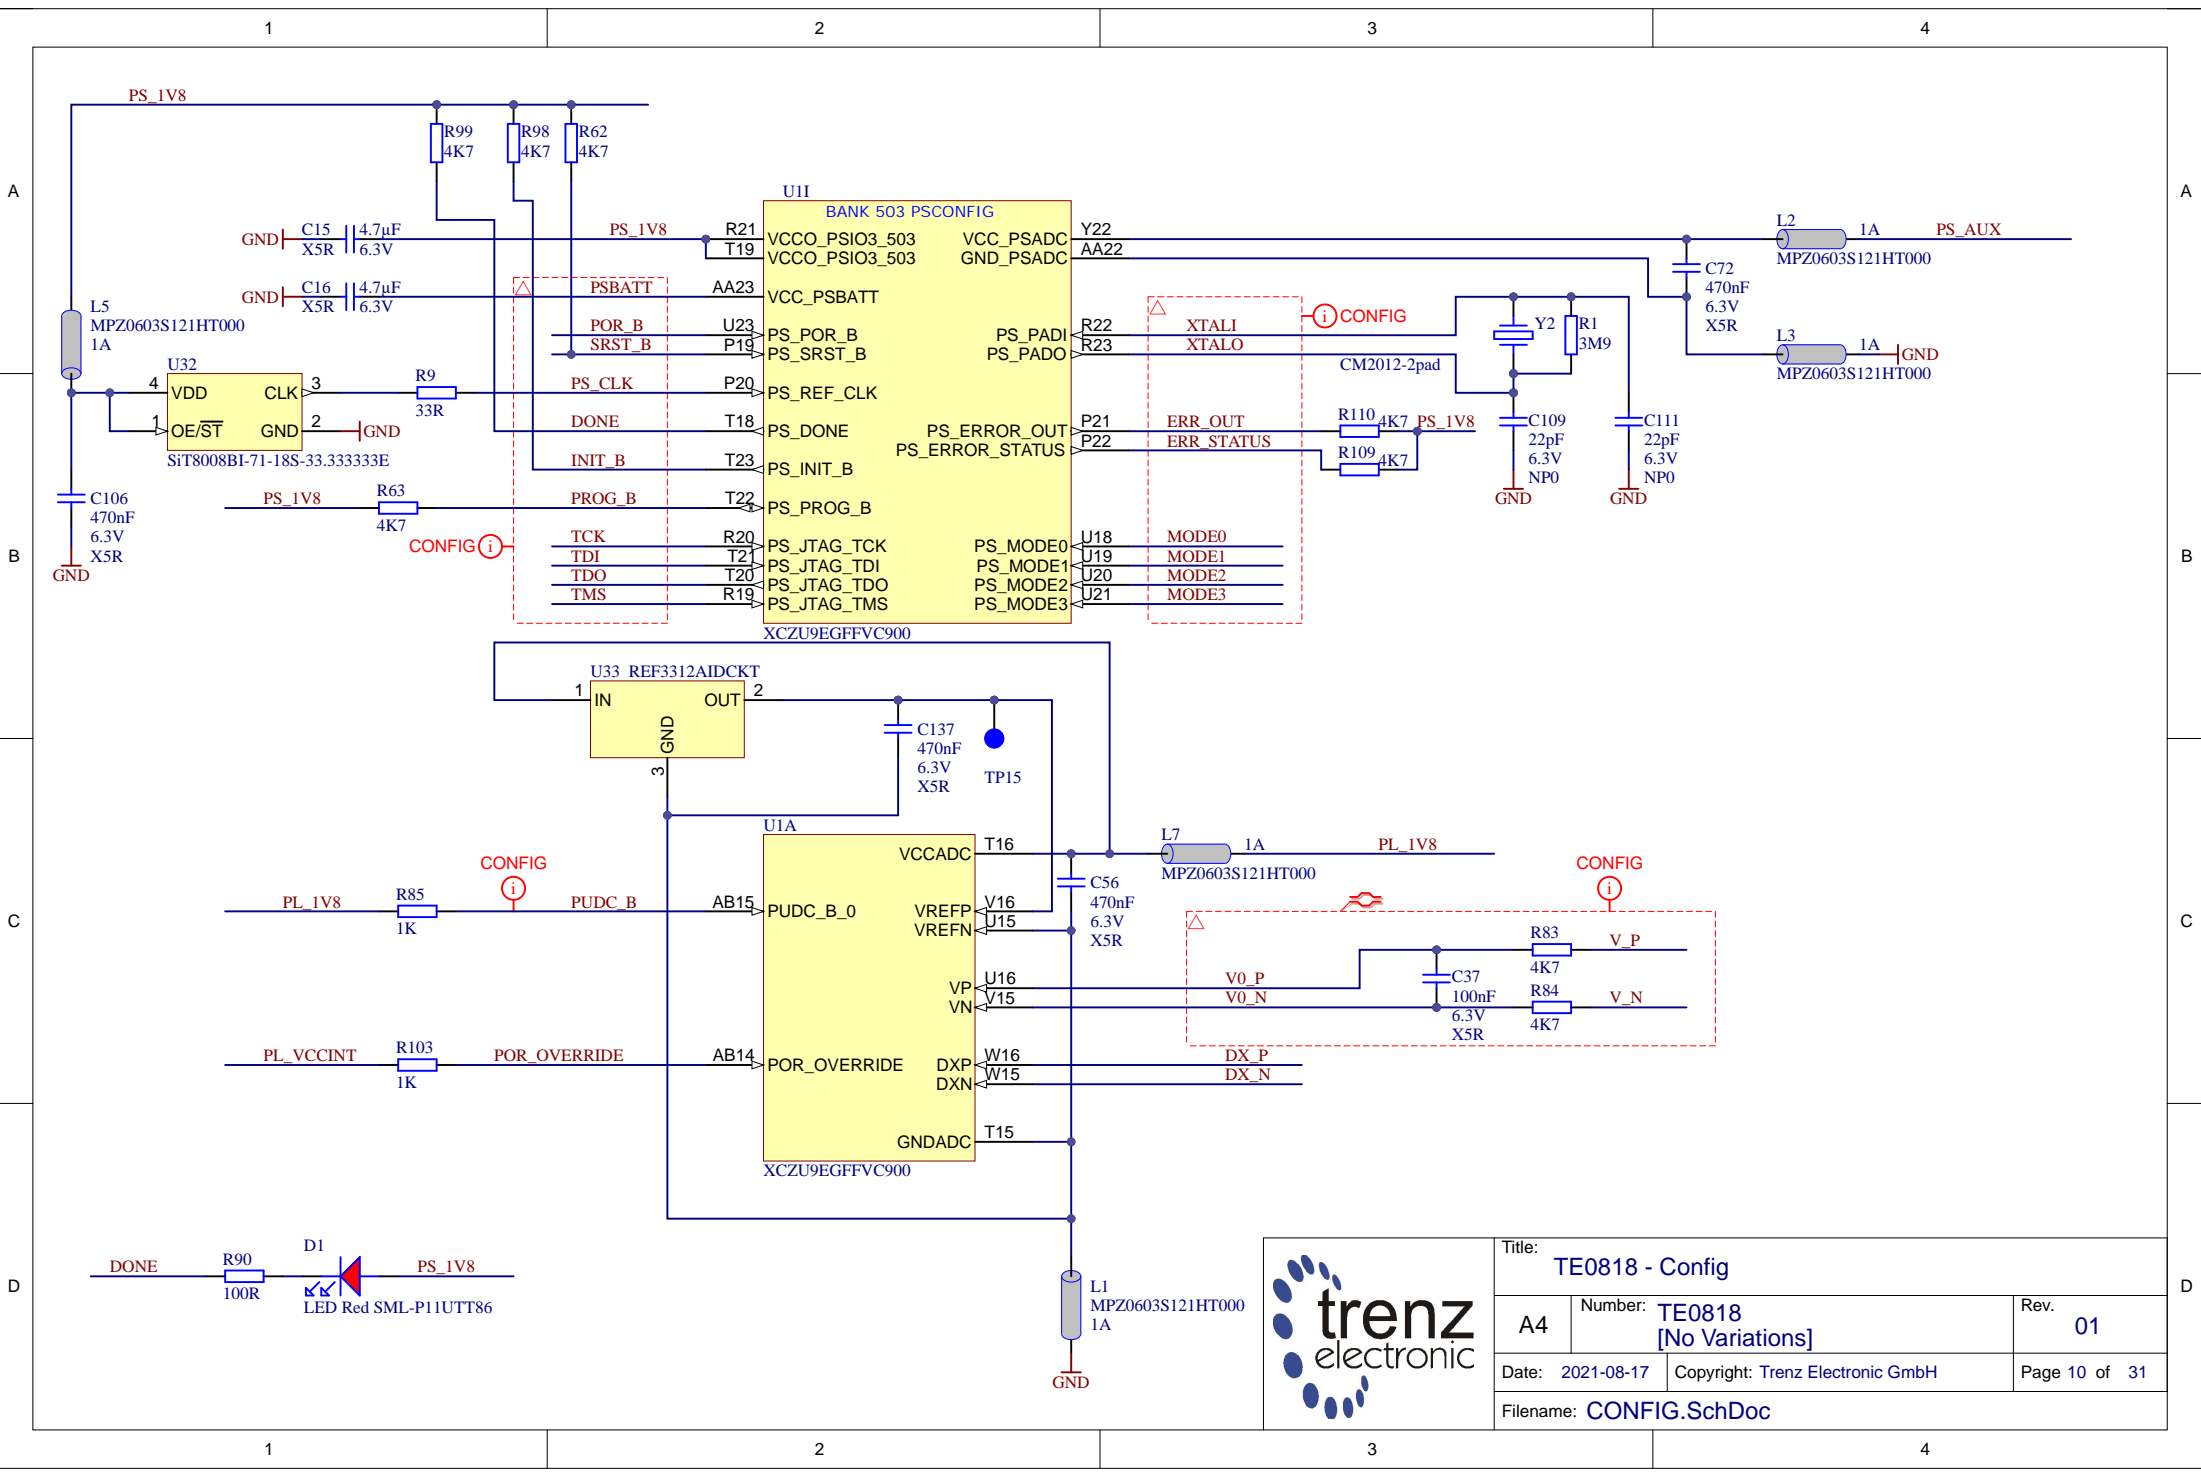 1 2 3 4
A A
B B
C C
D D
1 2 3 4
PS_1V8
R99
4K7
R98
4K7
R62
4K7
U1I
BANK 503 PSCONFIG
GND
C15
X5R
4.7µF
6.3V
PS_1V8
R21 VCCO_PSIO3_503
T19 VCCO_PSIO3_503
GND
C16
X5R
4.7µF
6.3V
PSBATT
AA23 VCC_PSBATT
POR_B U23 PS_POR_B
SRST_B P19 PS_SRST_B
PS_CLK P20 PS_REF_CLK
DONE T18 PS_DONE
INIT_B T23 PS_INIT_B
PROG_B T22 PS_PROG_B
TCK R20 PS_JTAG_TCK
TDI T21 PS_JTAG_TDI
TDO T20 PS_JTAG_TDO
TMS R19 PS_JTAG_TMS
CONFIG i
L5
MPZ0603S121HT000
1A
U32
4 VDD CLK 3
1 OE/ST GND 2 GND
SiT8008BI-71-18S-33.333333E
R9
33R
C106
470nF
6.3V
X5R
GND
PS_1V8
R63
4K7
VCC_PSADC Y22
GND_PSADC AA22
PS_PADI R22 XTALI
PS_PADO R23 XTALO
PS_ERROR_OUT P21 ERR_OUT
PS_ERROR_STATUS P22 ERR_STATUS
PS_MODE0 U18 MODE0
PS_MODE1 U19 MODE1
PS_MODE2 U20 MODE2
PS_MODE3 U21 MODE3
XCZU9EGFFVC900
i CONFIG
L2
1A
PS_AUX
MPZ0603S121HT000
C72
470nF
6.3V
X5R
L3
1A
GND
MPZ0603S121HT000
Y2
R1
3M9
CM2012-2pad
R110 4K7 PS_1V8
R109 4K7
C109
22pF
6.3V
NP0
GND
C111
22pF
6.3V
NP0
GND
U33 REF3312AIDCKT
1 IN OUT 2
GND
3
C137
470nF
6.3V
X5R
TP15
U1A
VCCADC T16
L7
1A
PL_1V8
MPZ0603S121HT000
C56
470nF
6.3V
X5R
CONFIG
i
PL_1V8
R85
1K
PUDC_B
AB15 PUDC_B_0
VREFP V16
VREFN U15
VP U16 V0_P
VN V15 V0_N
CONFIG
i
R83
4K7
V_P
C37
100nF
6.3V
X5R
R84
4K7
V_N
PL_VCCINT
R103
1K
POR_OVERRIDE
AB14 POR_OVERRIDE
DXP W16 DX_P
DXN W15 DX_N
GNDADC T15
XCZU9EGFFVC900
DONE
R90
100R
D1
PS_1V8
LED Red SML-P11UTT86
L1
MPZ0603S121HT000
1A
GND
trenz
electronic
Title:
TE0818 - Config
A4
Number: TE0818
[No Variations]
Rev.
01
Date: 2021-08-17
Copyright: Trenz Electronic GmbH
Page 10 of 31
Filename: CONFIG.SchDoc